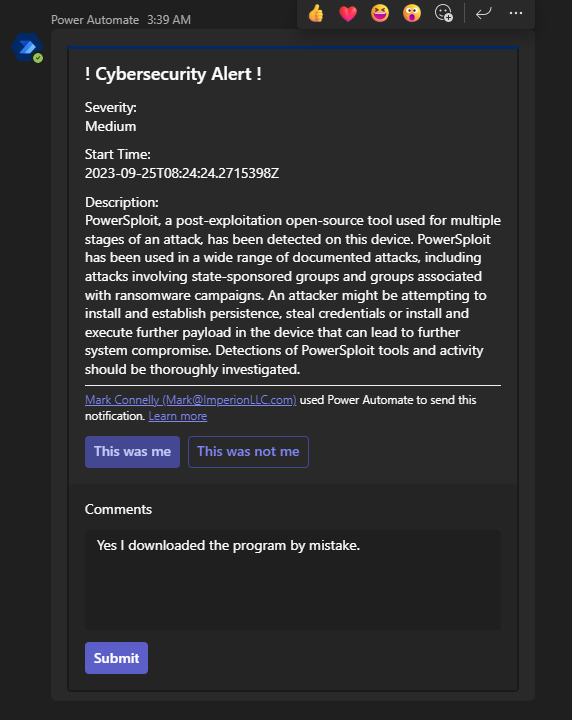 Power Automate 3:39 AM
! Cybersecurity Alert !
Severity:
Medium
Start Time:
2023-09-25T08:24:24.2715398Z
Description:
PowerSploit, a post-exploitation open-source tool used for multiple
stages of an attack, has been detected on this device. PowerSploit
has been used in a wide range of documented attacks, including
attacks involving state-sponsored groups and groups associated
with ransomware campaigns. An attacker might be attempting to
install and establish persistence, steal credentials or install and
execute further payload in the device that can lead to further
system compromise. Detections of PowerSploit tools and activity
should be thoroughly investigated.
Mark Connelly (Mark@ImperionLLC.com) used Power Automate to send this
notification. Learn more
This was me This was not me
Comments
Yes I downloaded the program by mistake.
Submit